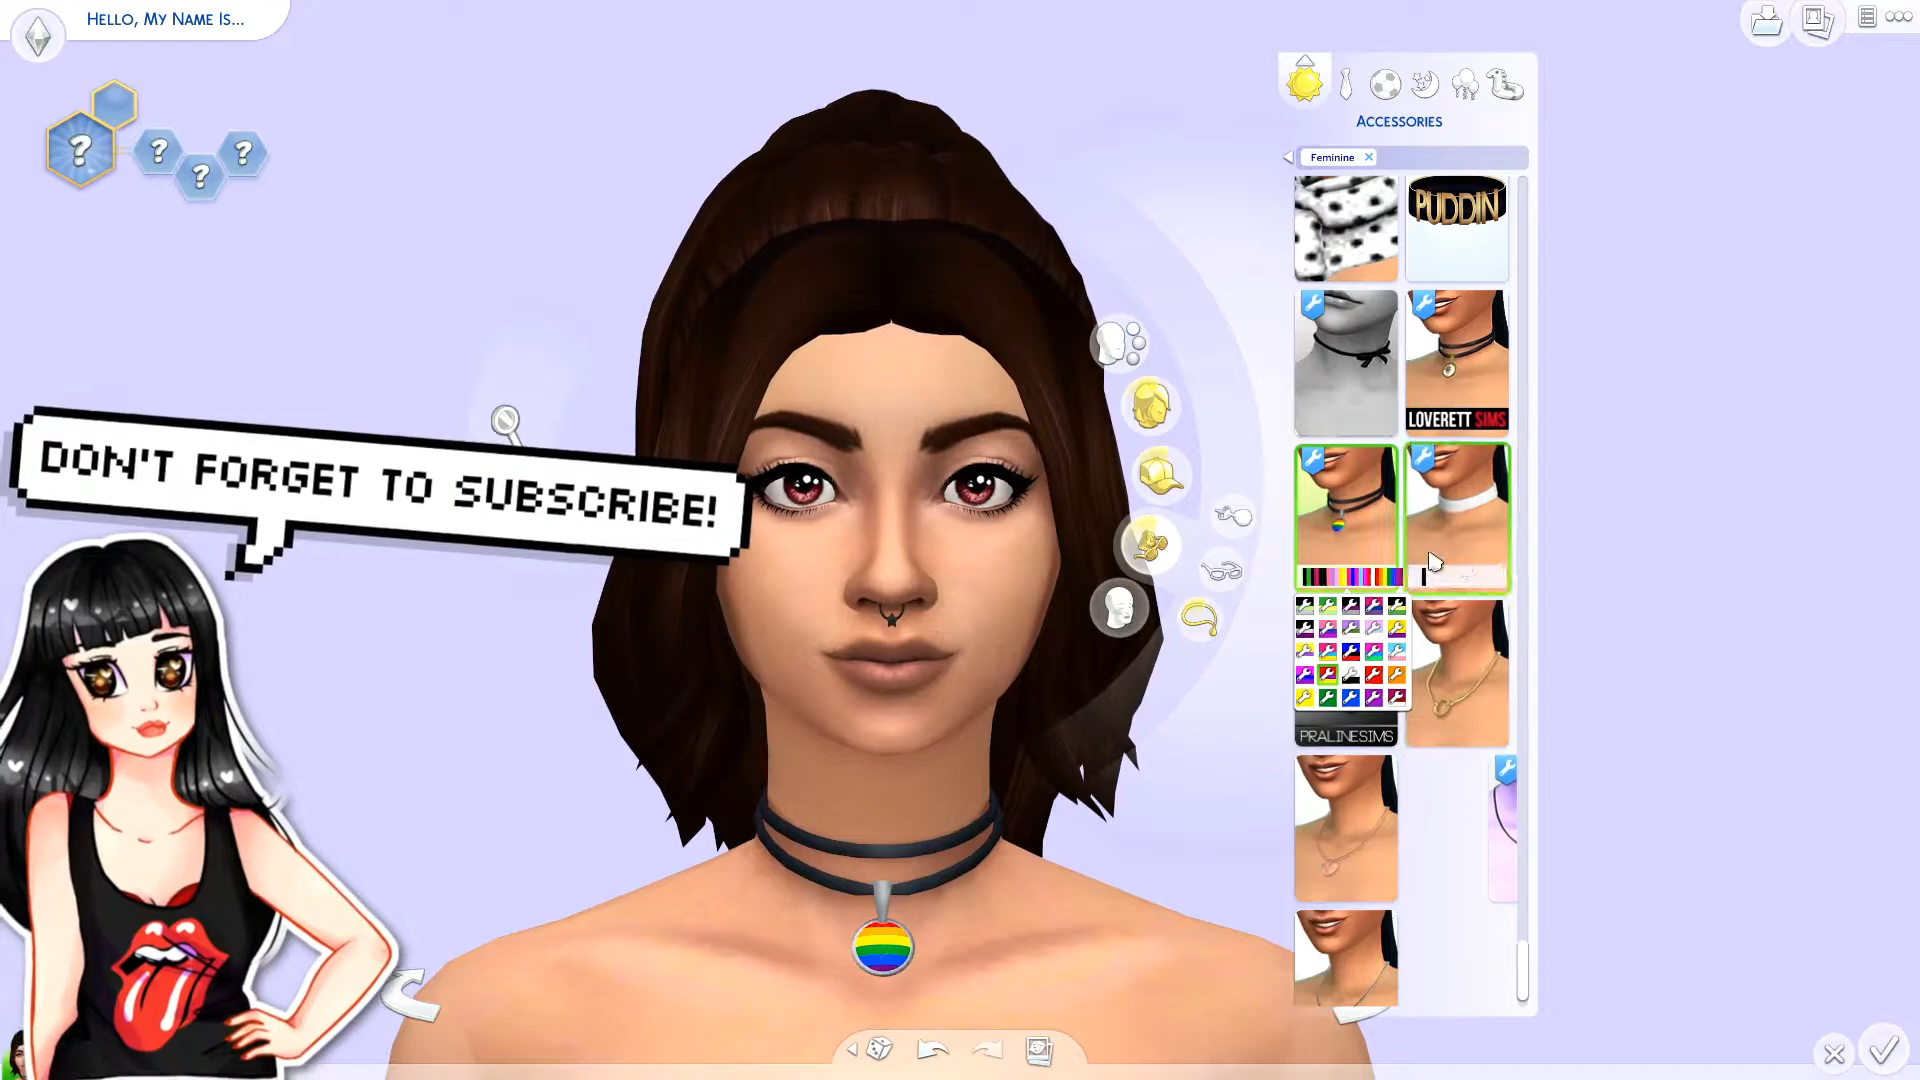 Hello, My Name Is...
Accessories
Feminine
PUDDIN
LOVERETT SIMS
DON'T FORGET TO SUBSCRIBE!
PRALINESIMS
? ? ? ?